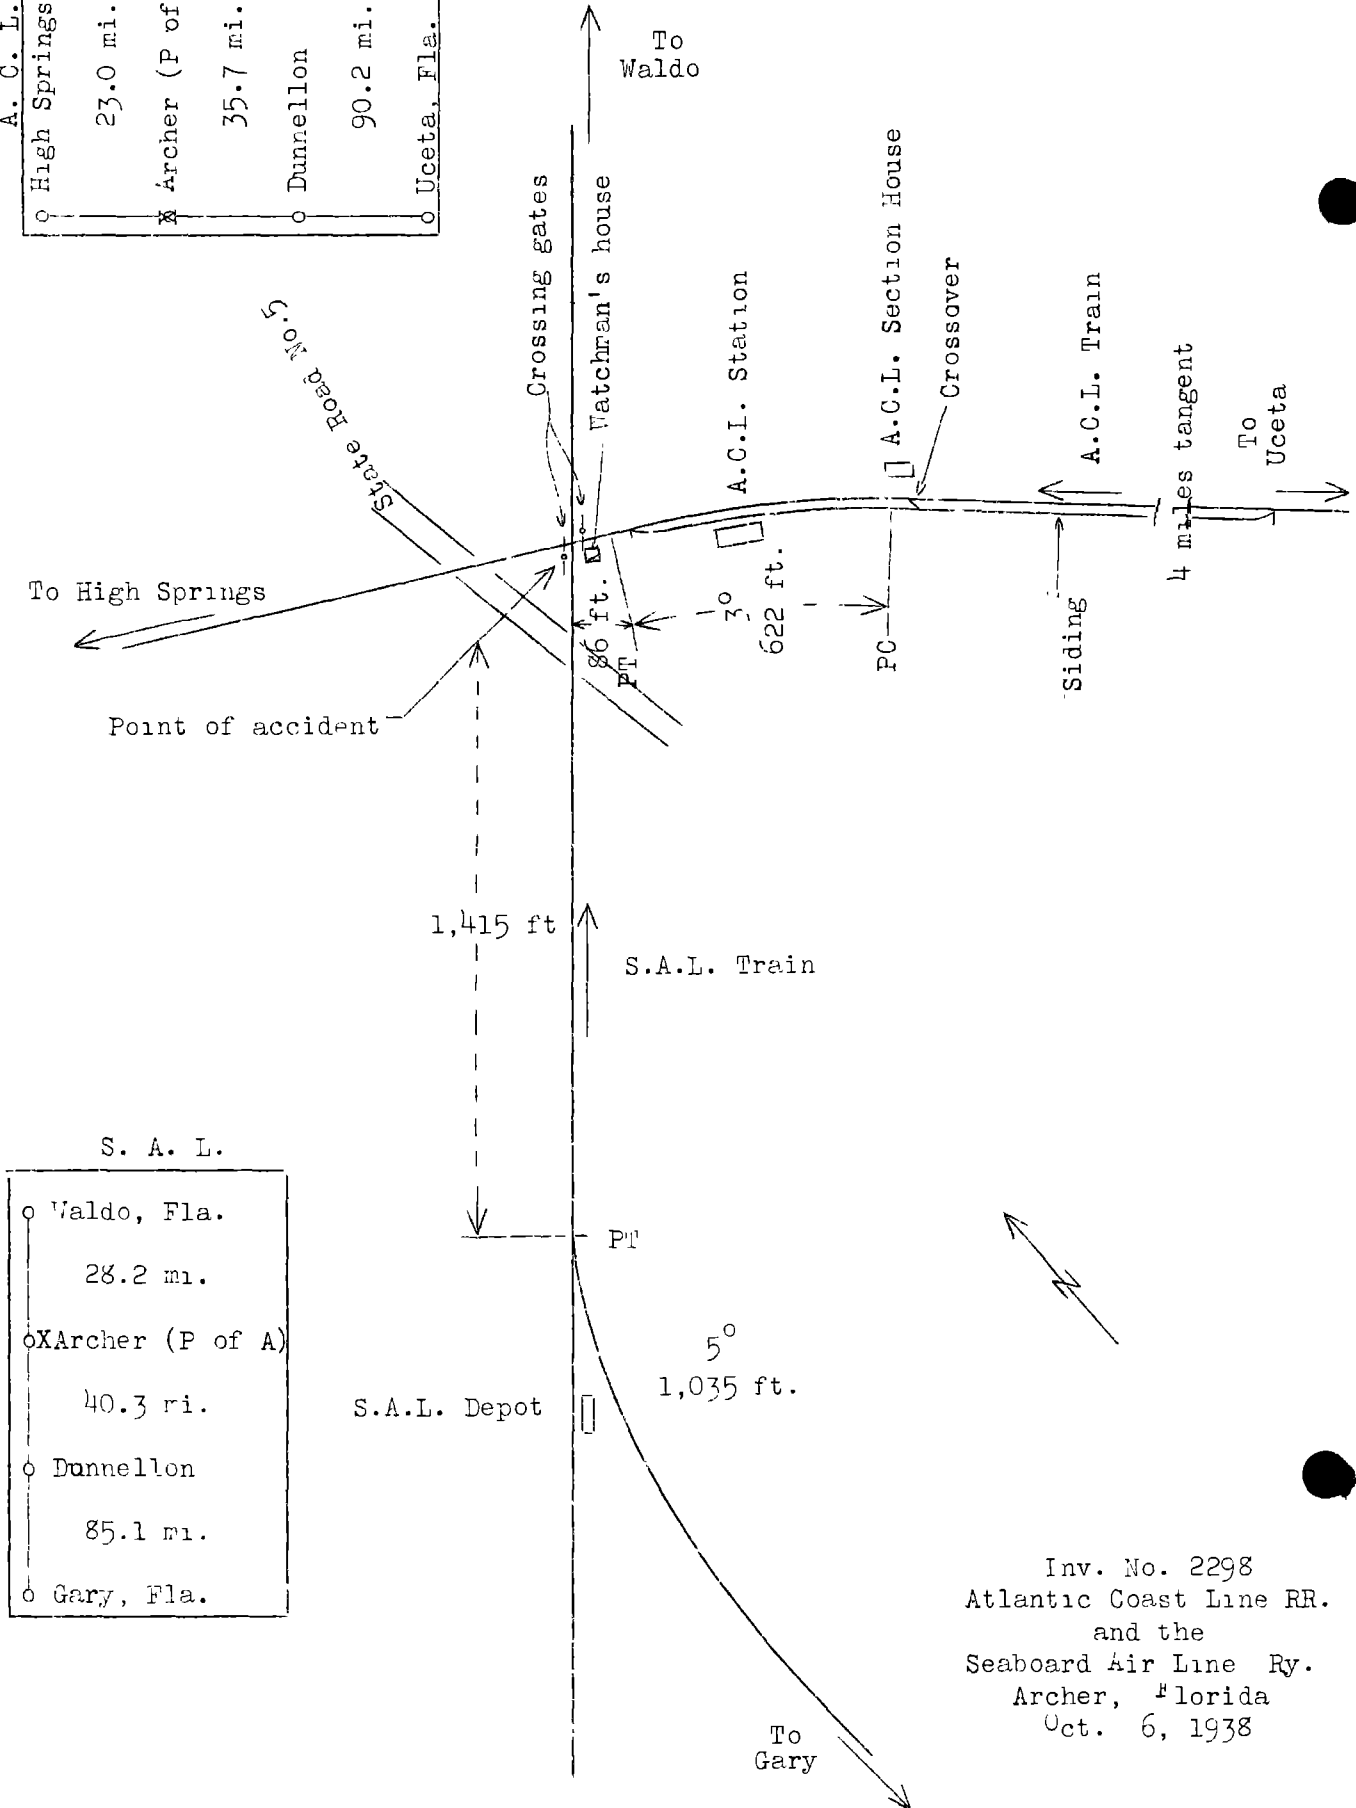 A. C. L.
High Springs
23.0 mi.
Archer (P of
35.7 mi.
Dunnellon
90.2 mi.
Uceta, Fla.
To
Waldo
Crossing gates
Watchman's house
A.C.L. Station
A.C.L. Section House
Crossover
A.C.L. Train
4 miles tangent
To
Uceta
State Road No.5
To High Springs
86 ft.
PT
3°
622 ft.
PC
Siding
Point of accident
1,415 ft
S.A.L. Train
S. A. L.
Waldo, Fla.
28.2 mi.
XArcher (P of A)
40.3 mi.
Dunnellon
85.1 mi.
Gary, Fla.
PT
5°
1,035 ft.
S.A.L. Depot
To
Gary
Inv. No. 2298
Atlantic Coast Line RR.
and the
Seaboard Air Line Ry.
Archer, Florida
Oct. 6, 1938